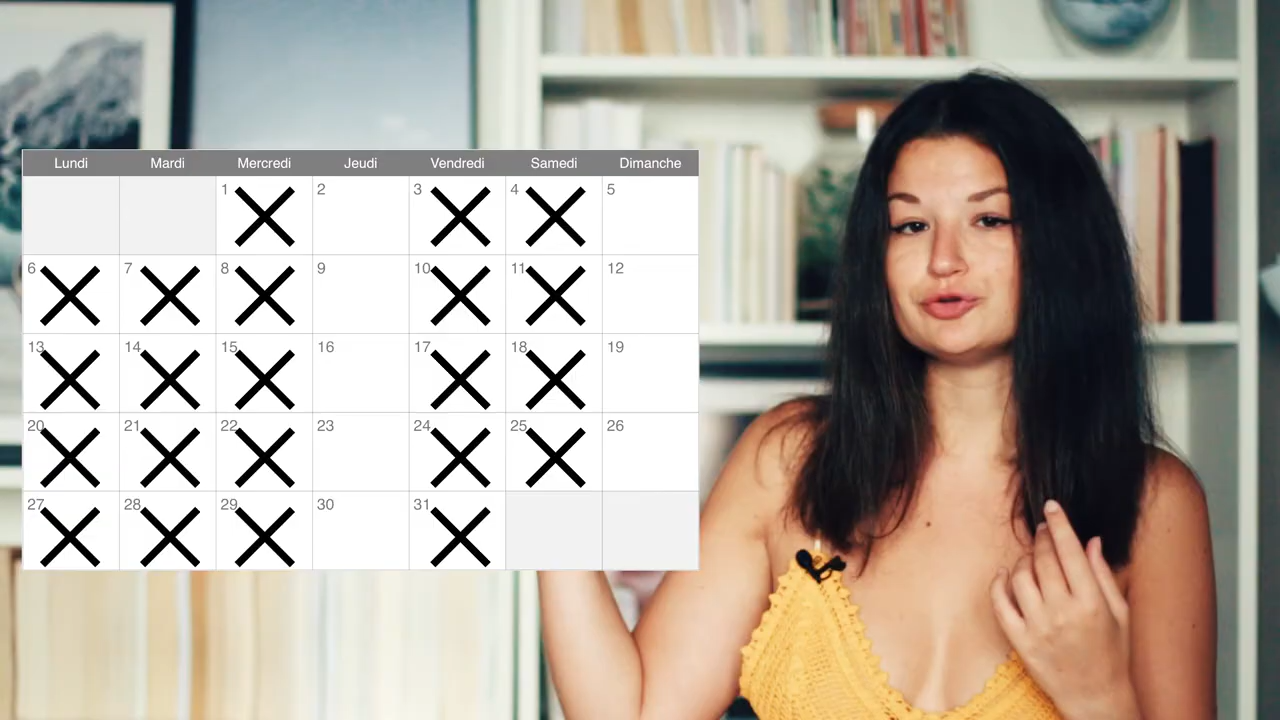 Lundi Mardi Mercredi Jeudi Vendredi Samedi Dimanche
1 2 3 4 5
6 7 8 9 10 11 12
13 14 15 16 17 18 19
20 21 22 23 24 25 26
27 28 29 30 31